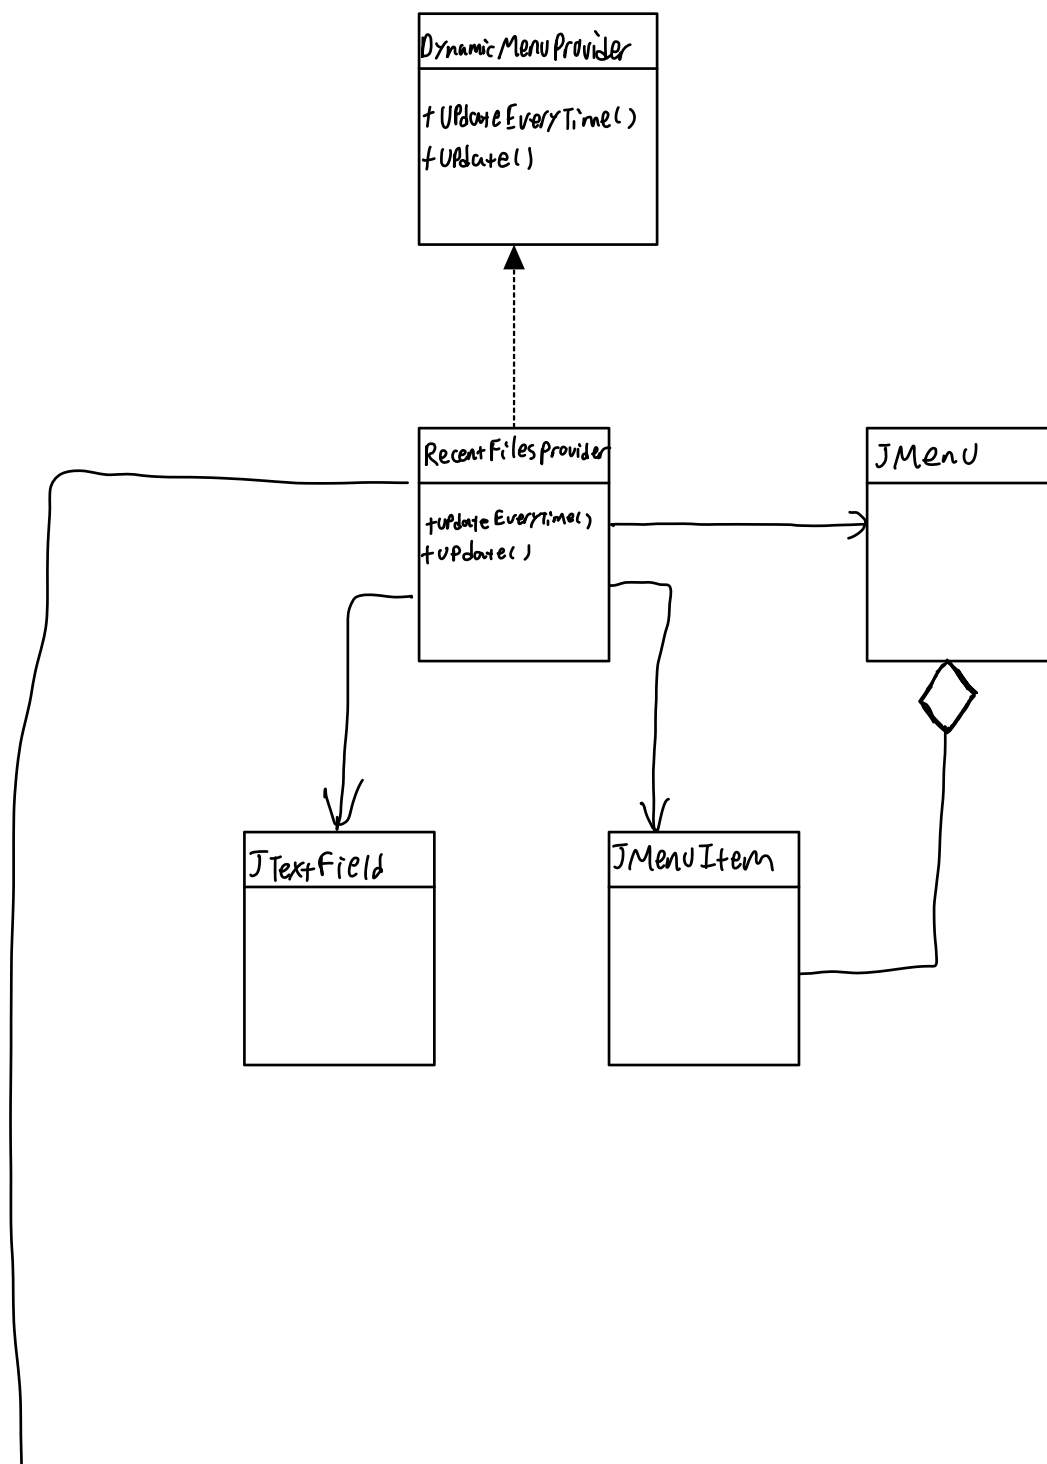 DynamicMenuProvider
+UpdateEveryTime()
+Update()
RecentFilesProvider
+updateEveryTime()
+update()
JMenu
JTextField
JMenuItem